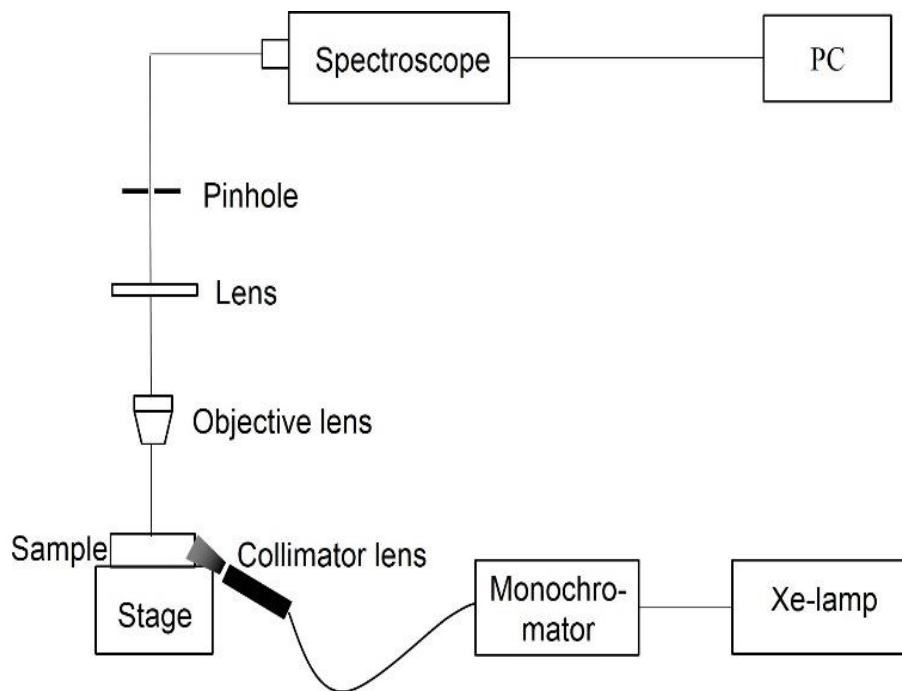 Spectroscope
PC
Pinhole
Lens
Objective lens
Sample
Collimator lens
Stage
Monochro-
mator
Xe-lamp